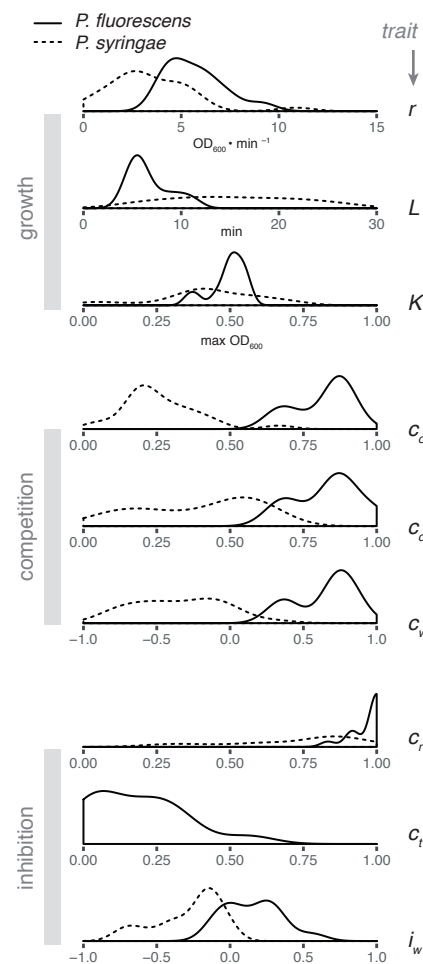 P. fluorescens
P. syringae
trait
growth
0 5 10 15
r
OD600 • min −1
0 10 20 30
L
min
0.00 0.25 0.50 0.75 1.00
K
max OD600
competition
0.00 0.25 0.50 0.75 1.00
c
0.00 0.25 0.50 0.75 1.00
c
−1.0 −0.5 0.0 0.5 1.0
cw
inhibition
0.00 0.25 0.50 0.75 1.00
cr
0.00 0.25 0.50 0.75 1.00
ct
−1.0 −0.5 0.0 0.5 1.0
iw